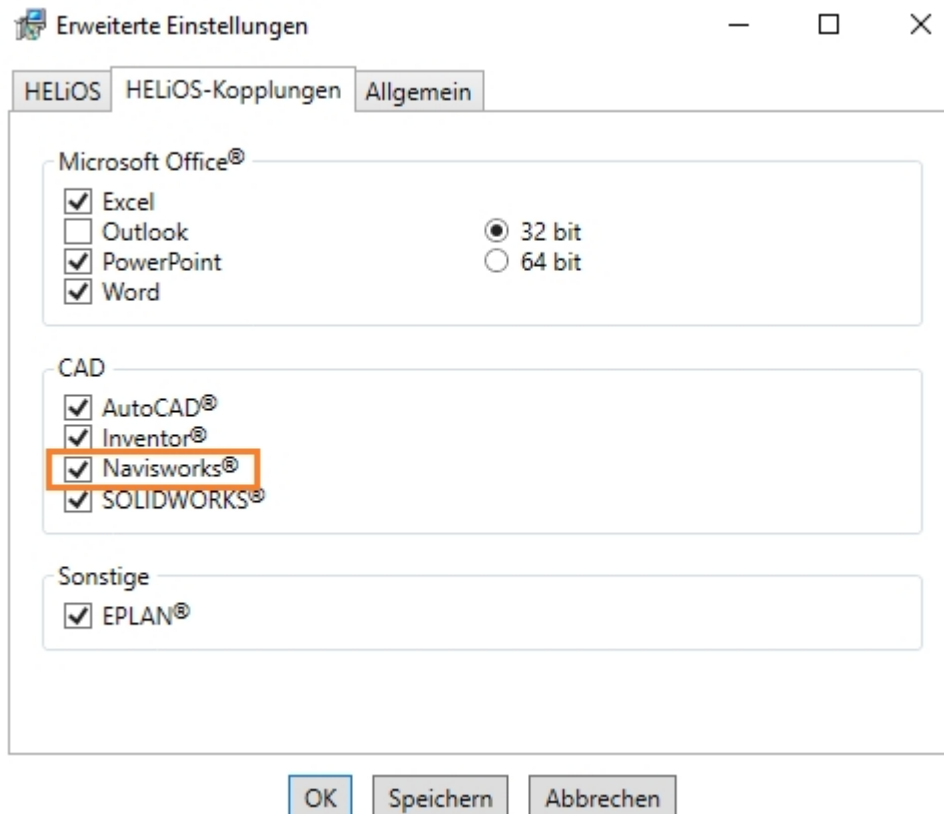 Erweiterte Einstellungen
HELiOS HELiOS-Kopplungen Allgemein
Microsoft Office®
Excel
Outlook 32 bit
PowerPoint 64 bit
Word
CAD
AutoCAD®
Inventor®
Navisworks®
SOLIDWORKS®
Sonstige
EPLAN®
OK Speichern Abbrechen